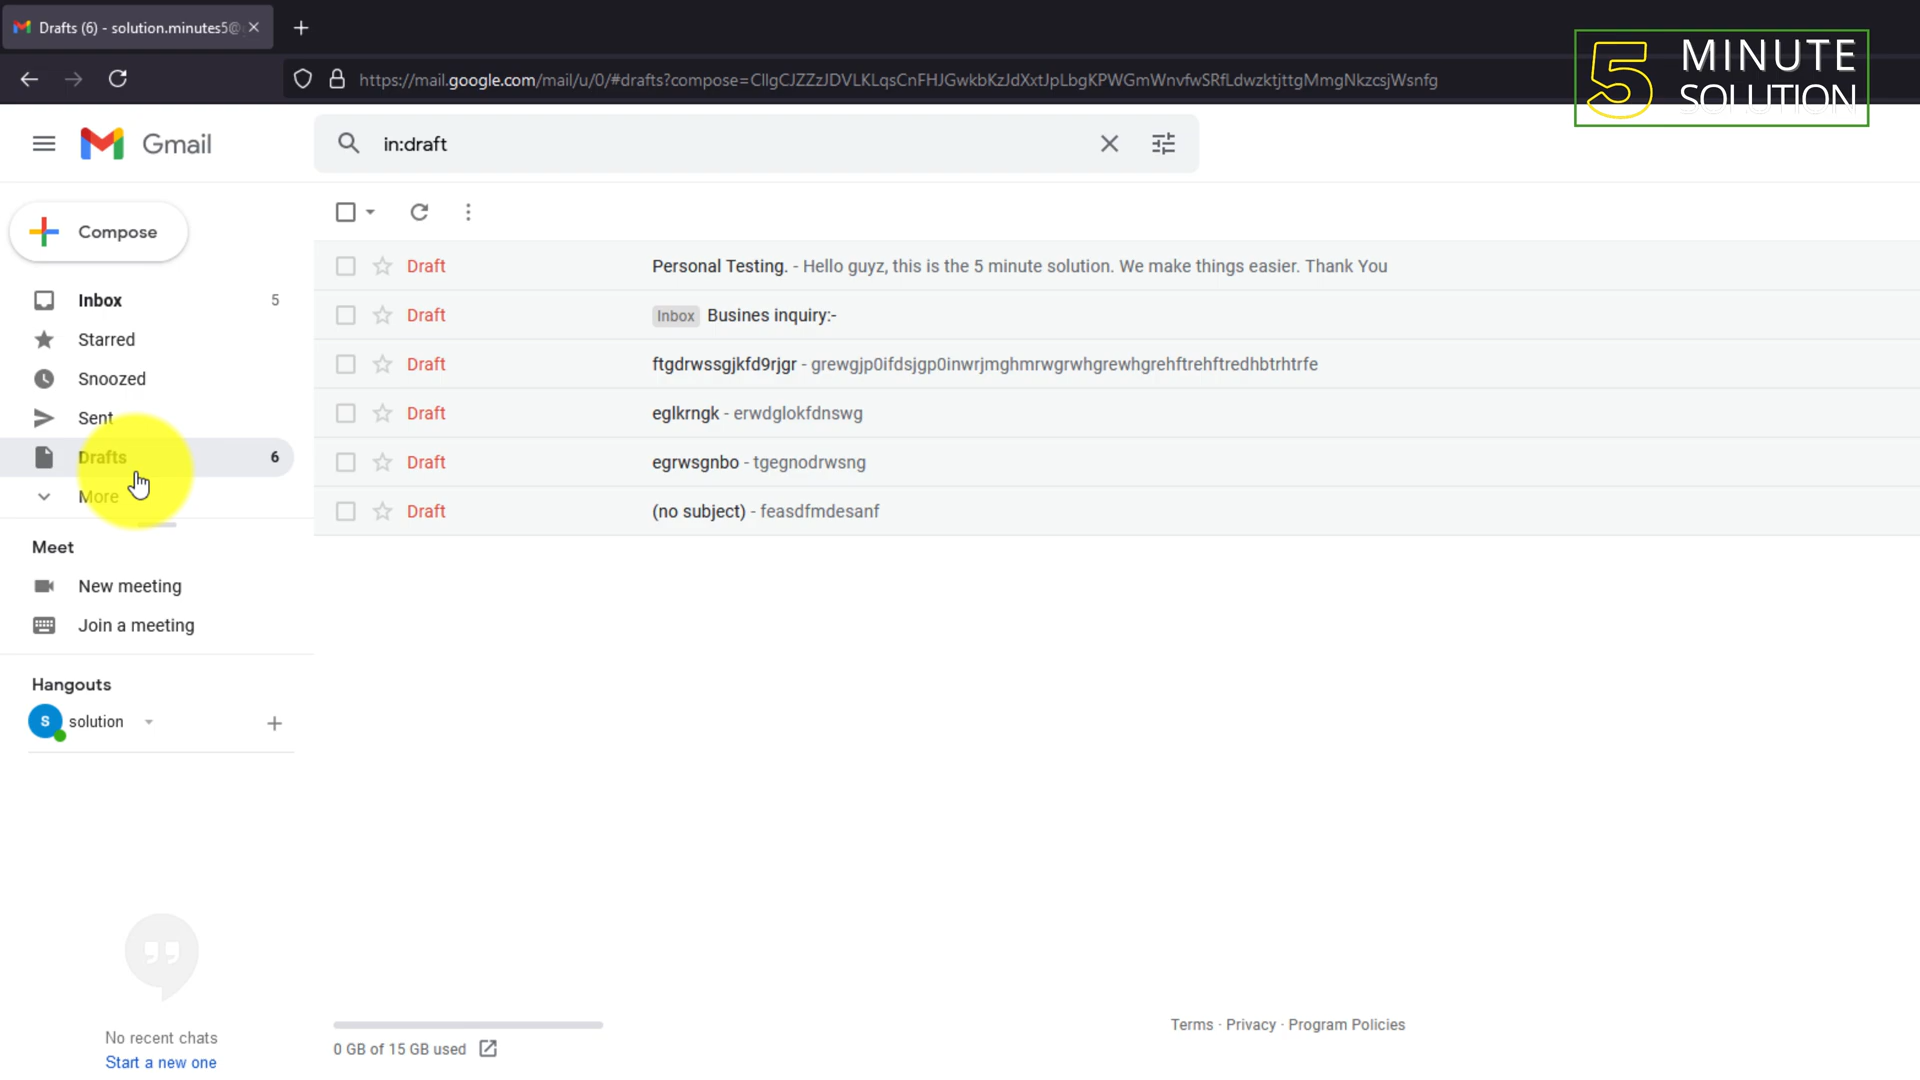 Drafts (6) - solution.minutes5@
https://mail.google.com/mail/u/0/#drafts?compose=CllgCJZZzJDVLKLqsCnFHJGwkbKzJdXxtJpLbgKPWGmWnvfwSRfLdwzktjttgMmgNkzcsjWsnfg
5 MINUTE
SOLUTION
Gmail
in:draft
Compose
Inbox 5
Starred
Snoozed
Sent
Drafts 6
More
Draft Personal Testing. - Hello guyz, this is the 5 minute solution. We make things easier. Thank You
Draft Inbox Busines inquiry:-
Draft ftgdrwssgjkfd9rjgr - grewgjp0ifdsjgp0inwrjmghmrwgrwhgrewhgrehftrehftredhbtrhtrfe
Draft eglkrngk - erwdglokfdnswg
Draft egrwsgnbo - tgegnodrwsng
Draft (no subject) - feasdfmdesanf
Meet
New meeting
Join a meeting
Hangouts
S solution
No recent chats
Start a new one
0 GB of 15 GB used
Terms · Privacy · Program Policies